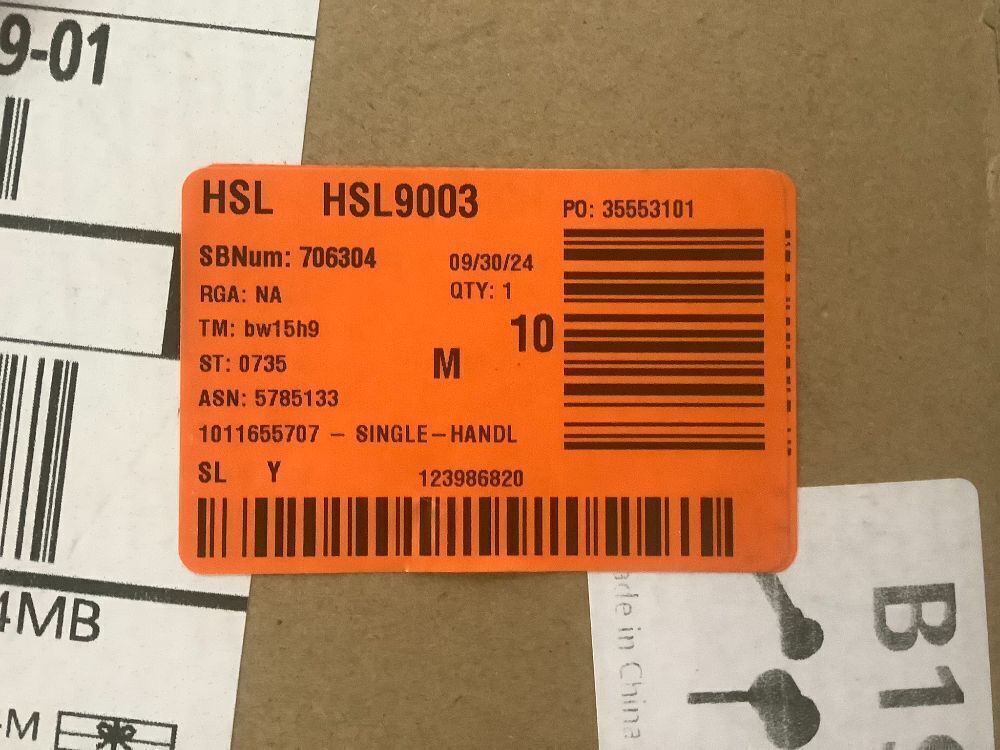 9-01
HSL HSL9003
PO: 35553101
SBNum: 706304
09/30/24
RGA: NA
QTY: 1
TM: bw15h9
10
ST: 0735
M
ASN: 5785133
1011655707 - SINGLE-HANDL
SL Y
123986820
4MB
-M
in China
B1